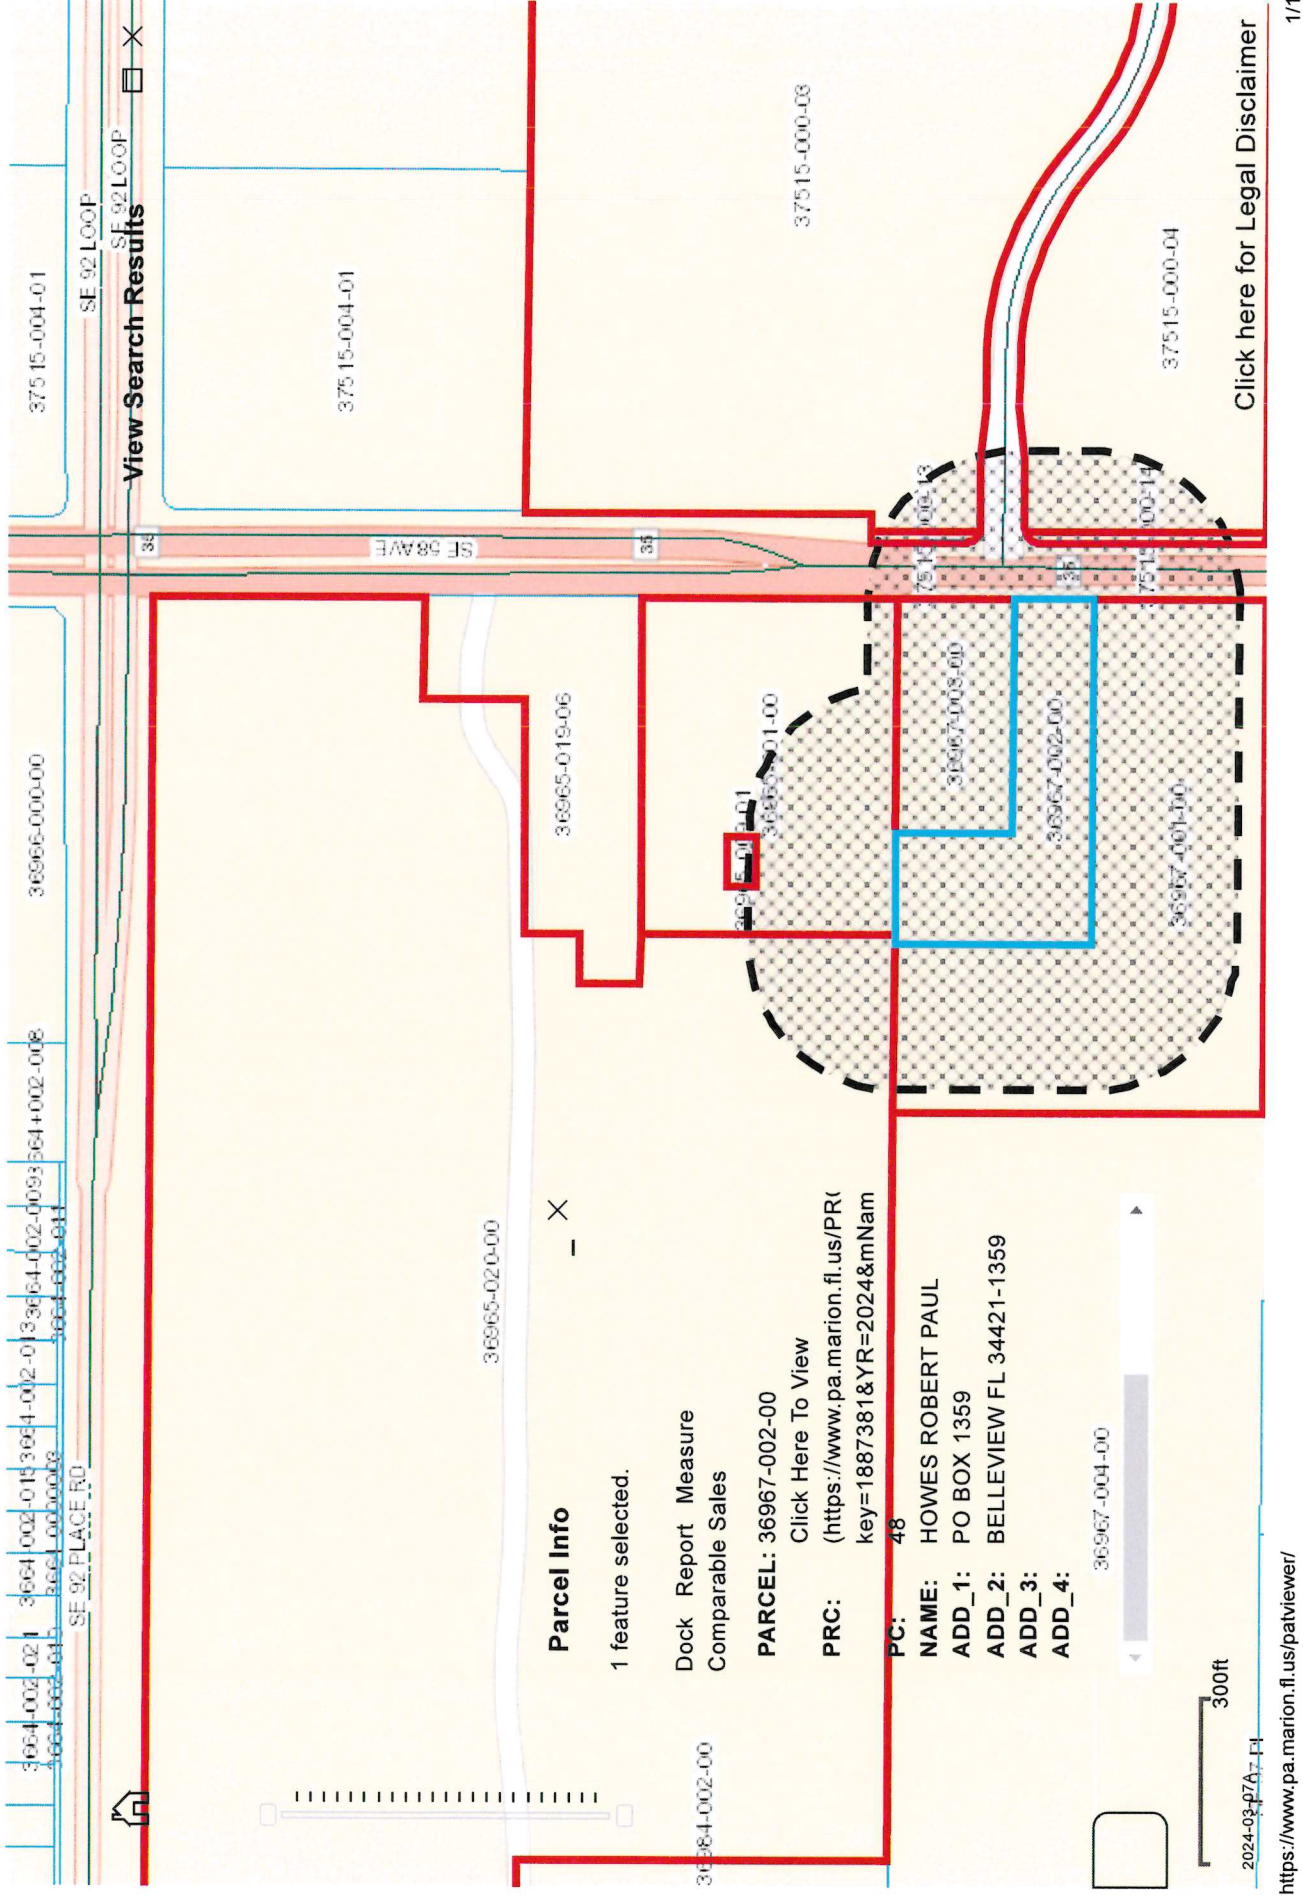 36966-000-00
37515-004-01
SE 92 LOOP
SE 92 LOOP
View Search Results
SE 92 PLACE RD
35
SE 58 AVE
35
37515-004-01
36965-020-00
36965-019-06
37515-000-03
36984-002-00
36967-003-00
36967-002-00
35
36967-001-00
37515-000-04
36967-004-00
Parcel Info
1 feature selected.
Dock Report Measure
Comparable Sales
PARCEL: 36967-002-00
Click Here To View
PRC: (https://www.pa.marion.fl.us/PR(
key=1887381&YR=2024&mNam
PC: 48
NAME: HOWES ROBERT PAUL
ADD_1: PO BOX 1359
ADD_2: BELLEVIEW FL 34421-1359
ADD_3:
ADD_4:
300ft
Click here for Legal Disclaimer
https://www.pa.marion.fl.us/patviewer/
1/1